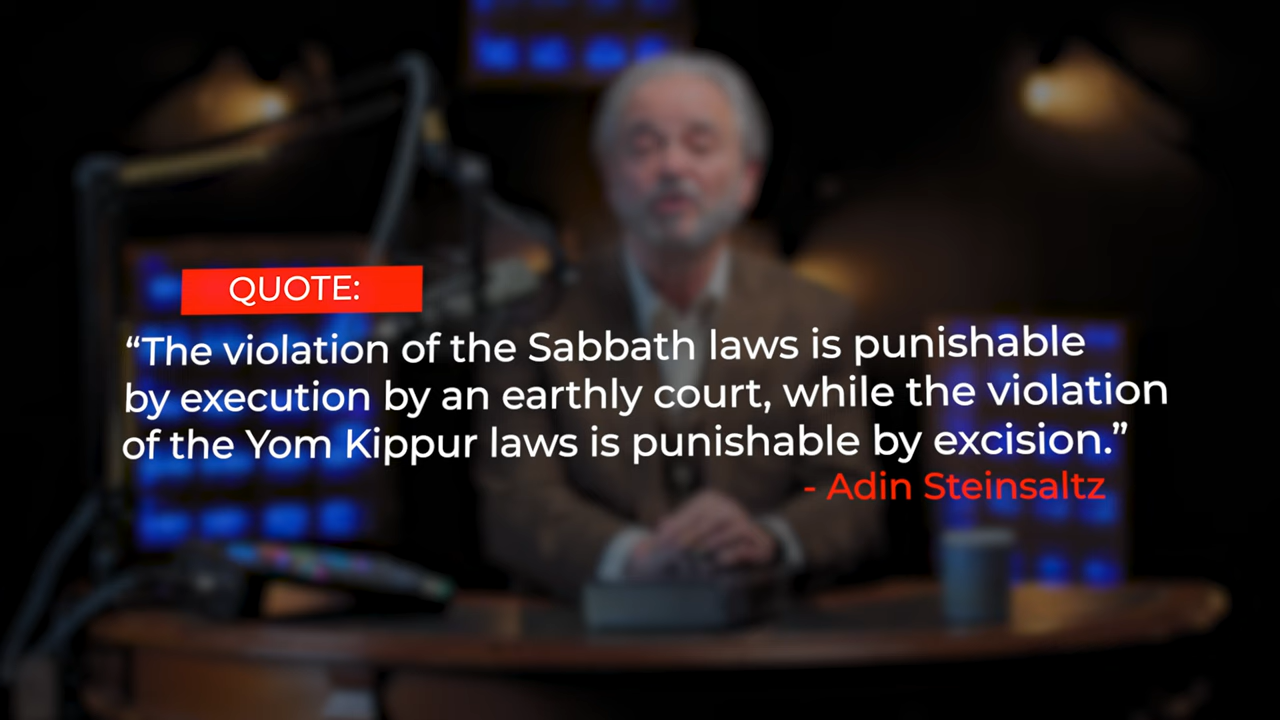 QUOTE:
“The violation of the Sabbath laws is punishable
by execution by an earthly court, while the violation
of the Yom Kippur laws is punishable by excision.”
- Adin Steinsaltz